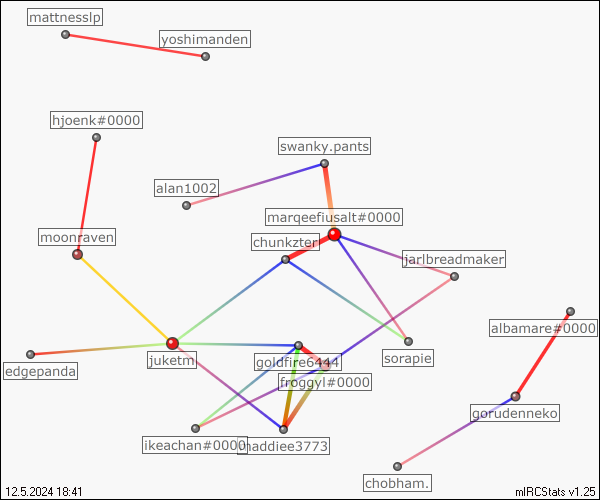 mattnesslp
yoshimanden
hjoenk#0000
swanky.pants
alan1002
marqeefiusalt#0000
moonraven
chunkzter
jarlbreadmaker
albamare#0000
juketm
goldfire6444
sorapie
edgepanda
froggyl#0000
gorudenneko
ikeachan#0000
haddiee3773
chobham.
12.5.2024 18:41
mIRCStats v1.25